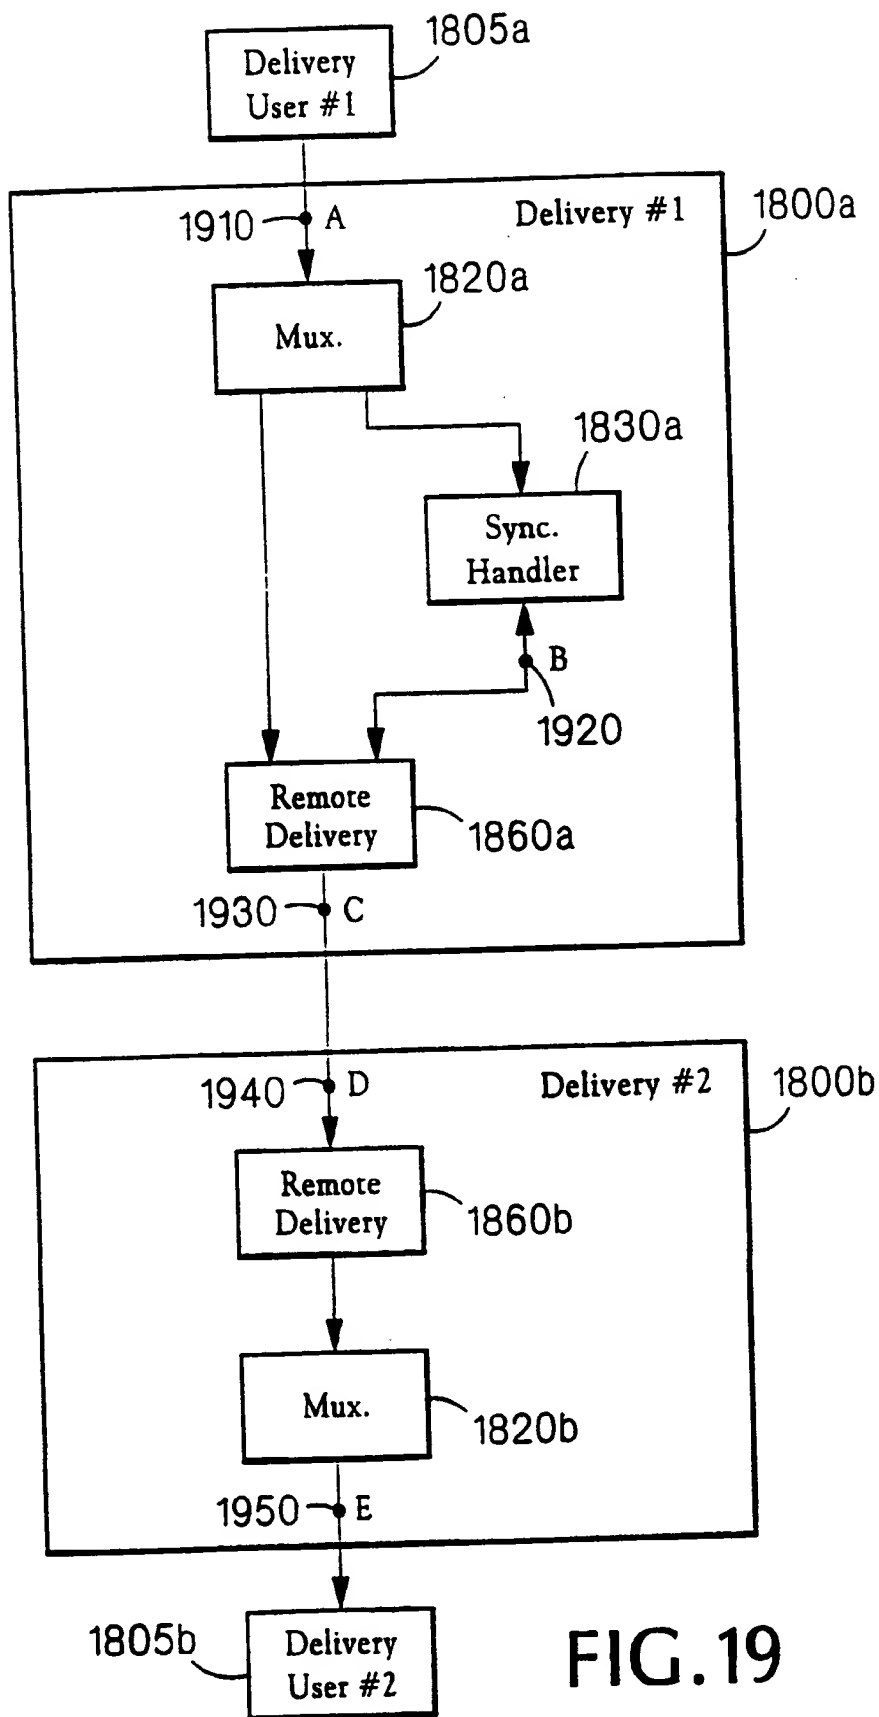 1805a
Delivery
User #1
1910
A
Delivery #1
1800a
1820a
Mux.
1830a
Sync.
Handler
B
1920
Remote
Delivery
1860a
1930
C
1940
D
Delivery #2
1800b
Remote
Delivery
1860b
Mux.
1820b
1950
E
1805b
Delivery
User #2
FIG.19